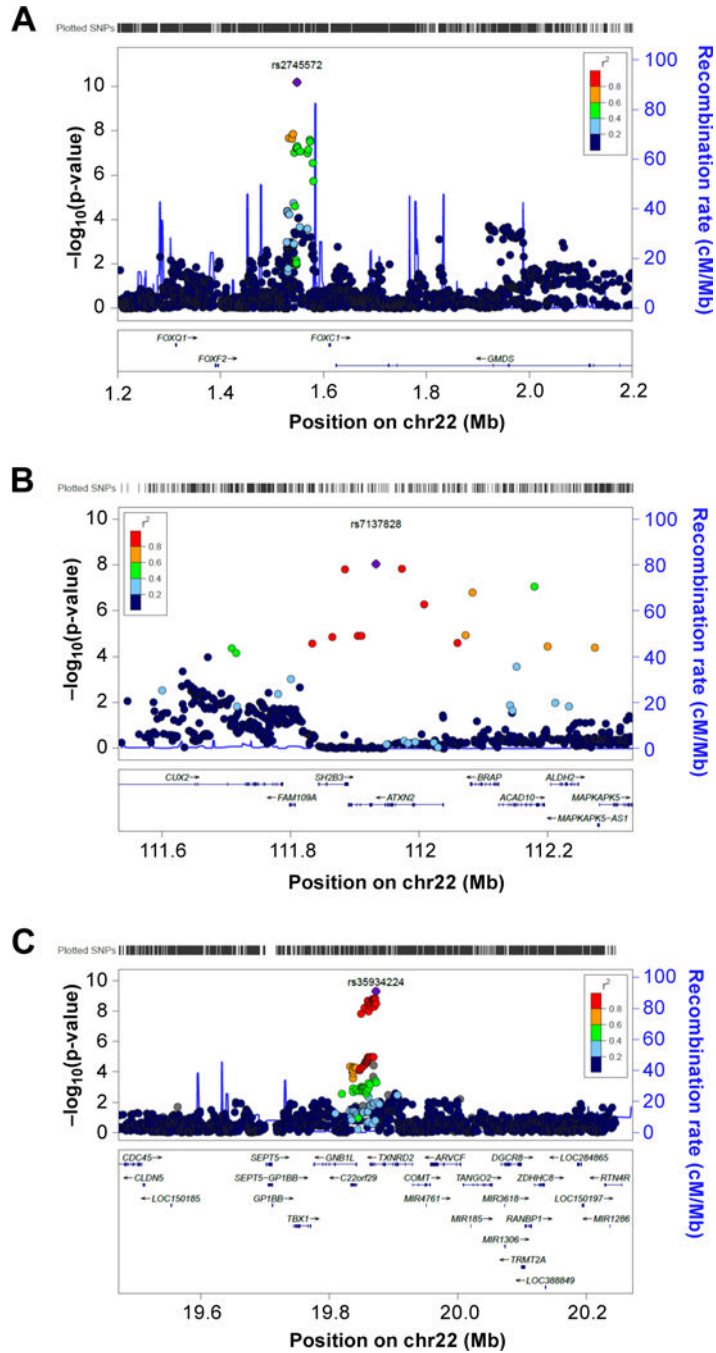 A
Plotted SNPs
rs2745572
r²
0.8
0.6
0.4
0.2
10
8
6
4
2
0
−log₁₀(p-value)
100
80
60
40
20
0
Recombination rate (cM/Mb)
FOXQ1→
FOXC1→
FOXF2→
←GMDS
1.2 1.4 1.6 1.8 2.0 2.2
Position on chr22 (Mb)
B
Plotted SNPs
rs7137828
r²
0.8
0.6
0.4
0.2
10
8
6
4
2
0
−log₁₀(p-value)
100
80
60
40
20
0
Recombination rate (cM/Mb)
CUX2→ SH2B3→ ←BRAP ALDH2→ MAPKAPK5→
←FAM109A ←ATXN2 ACAD10→
←MAPKAPK5−AS1
111.6 111.8 112 112.2
Position on chr22 (Mb)
C
Plotted SNPs
rs35934224
r²
0.8
0.6
0.4
0.2
10
8
6
4
2
0
−log₁₀(p-value)
100
80
60
40
20
0
Recombination rate (cM/Mb)
CDC45→ SEPT5→ ←GNB1L ←TXNRD2 ←ARVCF DGCR8→ ←LOC284865
←CLDN5 SEPT5−GP1BB→ ←C22orf29 COMT→ TANGO2→ ZDHHC8→ ←RTN4R
←LOC150185 GP1BB→ MIR4761→ MIR3618→ LOC150197→
TBX1→ MIR185→ RANBP1→ ←MIR1286
MIR1306→
←TRMT2A
←LOC388849
19.6 19.8 20.0 20.2
Position on chr22 (Mb)